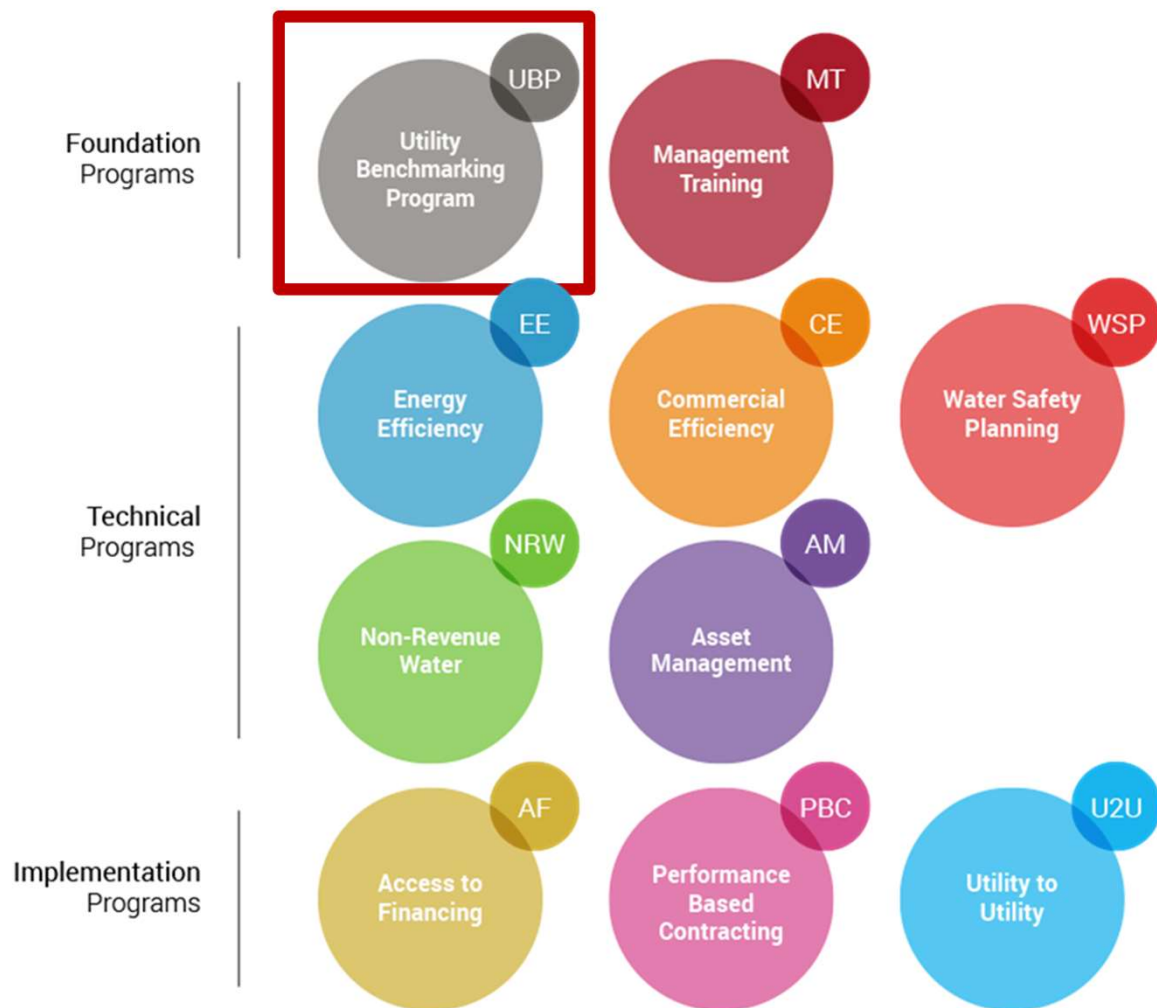 Foundation
Programs
UBP
Utility
Benchmarking
Program
MT
Management
Training
Technical
Programs
EE
Energy
Efficiency
CE
Commercial
Efficiency
WSP
Water Safety
Planning
NRW
Non-Revenue
Water
AM
Asset
Management
Implementation
Programs
AF
Access to
Financing
PBC
Performance
Based
Contracting
U2U
Utility to
Utility